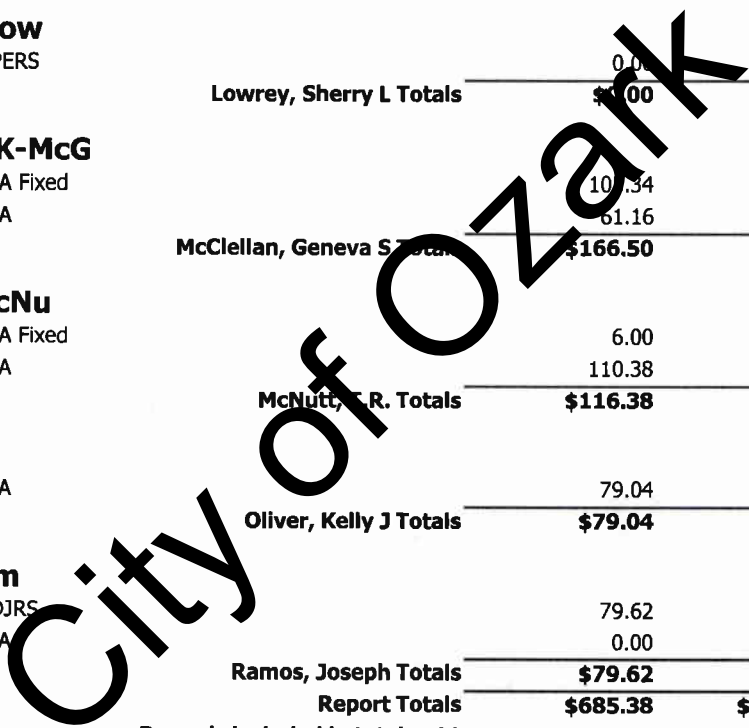 ow
PERS
Lowrey, Sherry L Totals
K-McG
A Fixed
61.16
A
McClellan, Geneva S $166.50
cNu
A Fixed 6.00
A 110.38
McNutt, R. Totals $116.38
A 79.04
Oliver, Kelly J Totals $79.04
m
OJRS 79.62
A 0.00
Ramos, Joseph Totals $79.62
Report Totals $685.38 $
City of Ozark